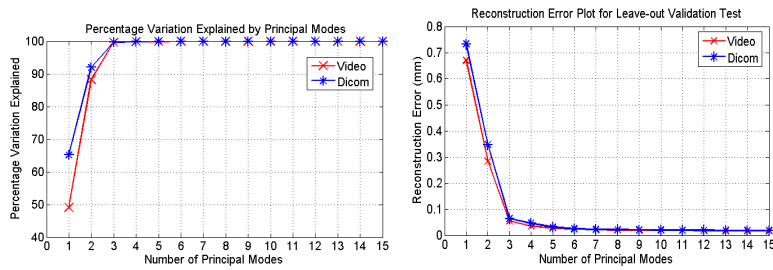 Percentage Variation Explained by Principal Modes
Percentage Variation Explained
100
90
80
70
60
50
40
Video
Dicom
0 1 2 3 4 5 6 7 8 9 10 11 12 13 14 15
Number of Principal Modes
Reconstruction Error Plot for Leave-out Validation Test
Reconstruction Error (mm)
0.8
0.7
0.6
0.5
0.4
0.3
0.2
0.1
0
Video
Dicom
0 1 2 3 4 5 6 7 8 9 10 11 12 13 14 15
Number of Principal Modes